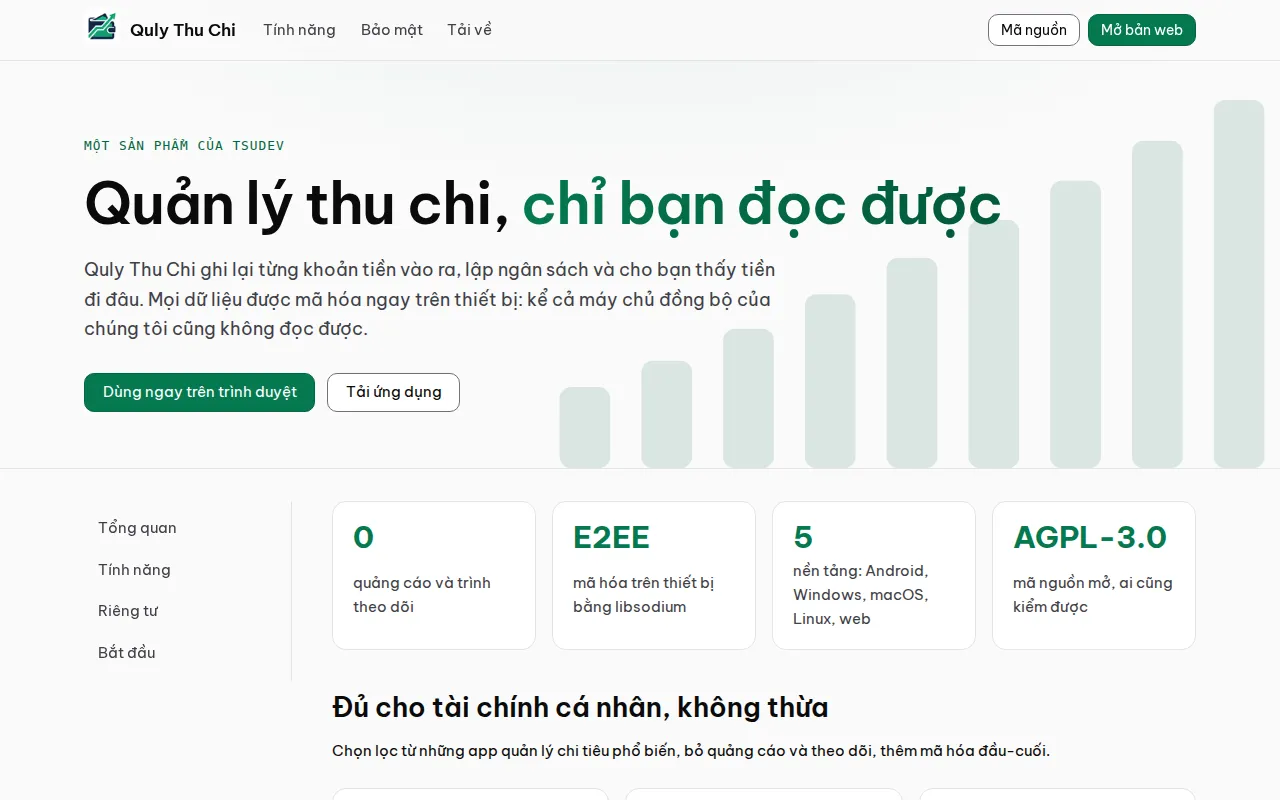 Quly Thu Chi
Tính năng
Bảo mật
Tải về
Mã nguồn
Mở bản web
MỘT SẢN PHẨM CỦA TSUDEV
Quản lý thu chi, chỉ bạn đọc được
Quly Thu Chi ghi lại từng khoản tiền vào ra, lập ngân sách và cho bạn thấy tiền
đi đâu. Mọi dữ liệu được mã hóa ngay trên thiết bị: kể cả máy chủ đồng bộ của
chúng tôi cũng không đọc được.
Dùng ngay trên trình duyệt
Tải ứng dụng
Tổng quan
Tính năng
Riêng tư
Bắt đầu
0
quảng cáo và trình
theo dõi
E2EE
mã hóa trên thiết bị
bằng libsodium
5
nền tảng: Android,
Windows, macOS,
Linux, web
AGPL-3.0
mã nguồn mở, ai cũng
kiểm được
Đủ cho tài chính cá nhân, không thừa
Chọn lọc từ những app quản lý chi tiêu phổ biến, bỏ quảng cáo và theo dõi, thêm mã hóa đầu-cuối.